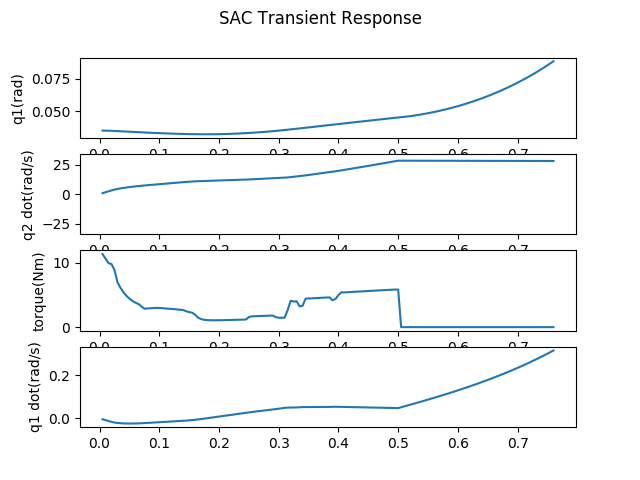 SAC Transient Response
q1(rad)
0.075
0.050
0.0 0.1 0.2 0.3 0.4 0.5 0.6 0.7
q2 dot(rad/s)
25
0
−25
0.0 0.1 0.2 0.3 0.4 0.5 0.6 0.7
torque(Nm)
10
0
0.0 0.1 0.2 0.3 0.4 0.5 0.6 0.7
q1 dot(rad/s)
0.2
0.0
0.0 0.1 0.2 0.3 0.4 0.5 0.6 0.7